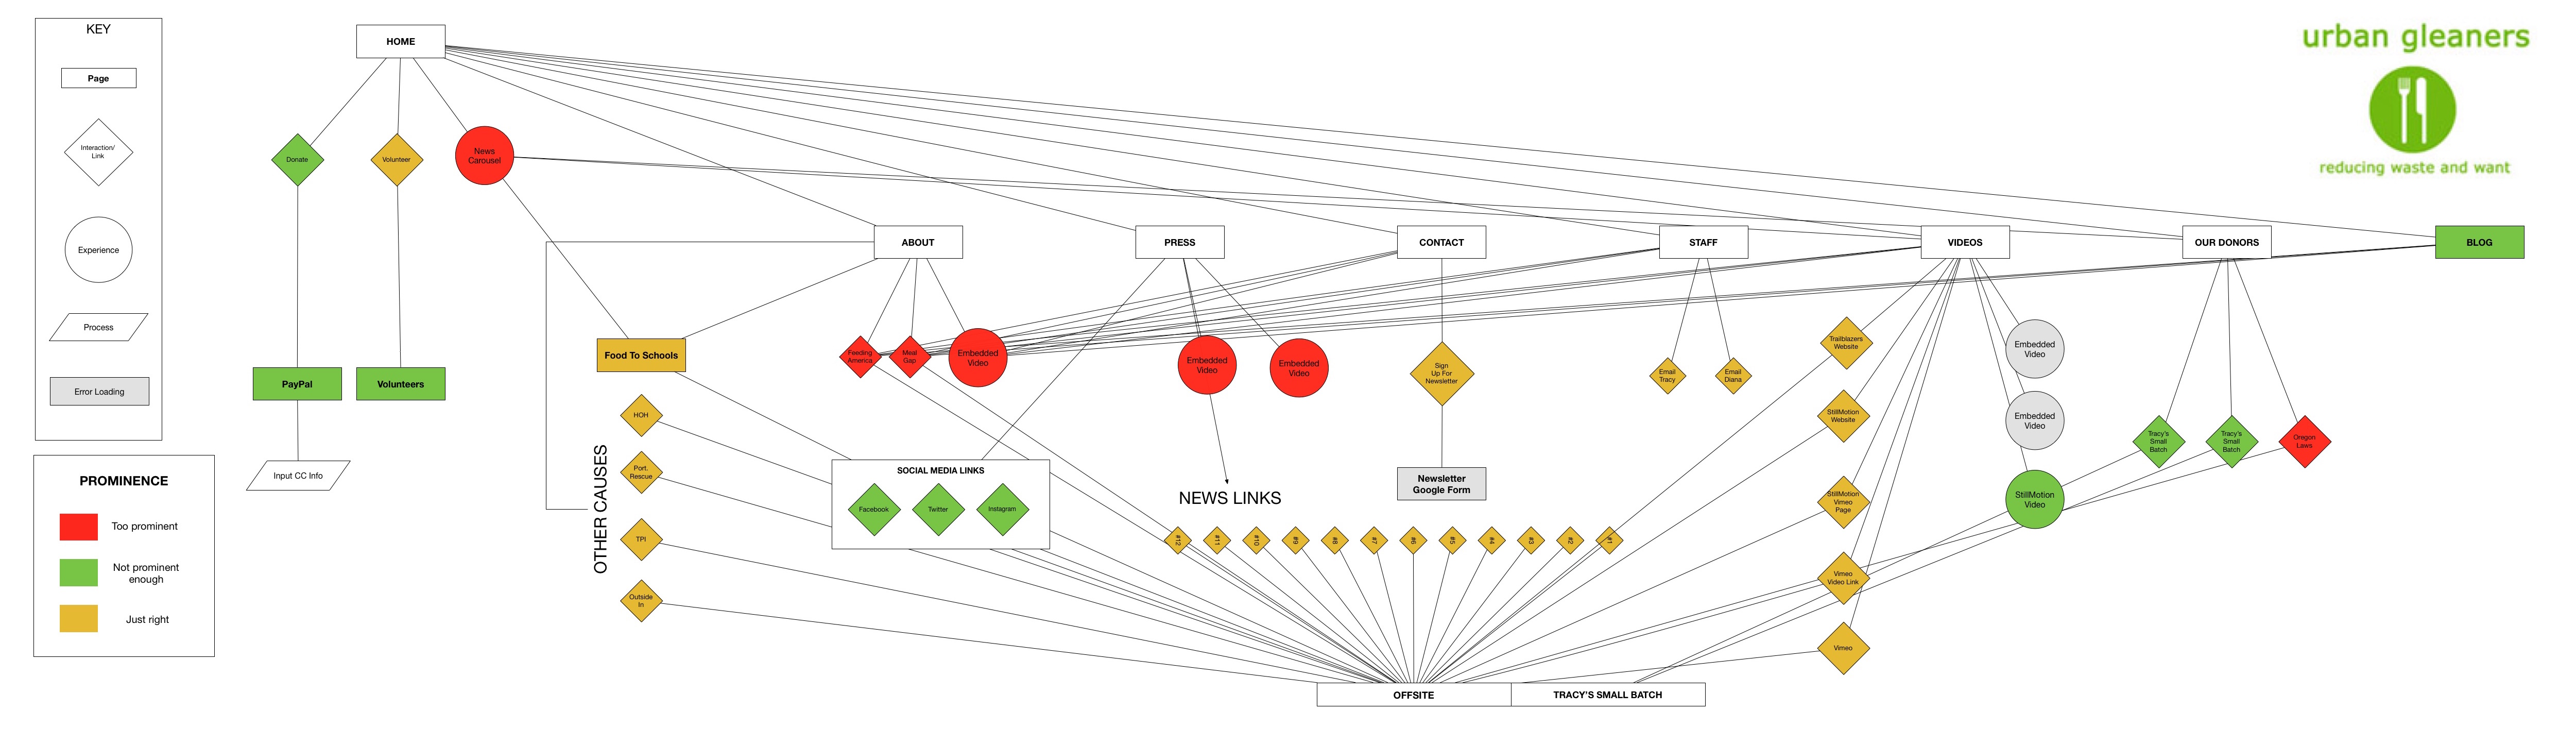 KEY
Page
Interaction/
Link
Experience
Process
Error Loading
PROMINENCE
Too prominent
Not prominent
enough
Just right
urban gleaners
reducing waste and want
HOME
Donate
Volunteer
News
Carousel
ABOUT
PRESS
CONTACT
STAFF
VIDEOS
OUR DONORS
BLOG
PayPal
Volunteers
Input CC Info
Food To Schools
OTHER CAUSES
HOH
Port.
Rescue
TPI
Outside
In
Feeding
America
Meal
Gap
Embedded
Video
SOCIAL MEDIA LINKS
Facebook
Twitter
Instagram
Embedded
Video
Embedded
Video
NEWS LINKS
#12
#11
#10
#9
#8
#7
#6
#5
#4
#3
#2
#1
Sign
Up For
Newsletter
Newsletter
Google Form
Email
Tracy
Email
Diana
Trailblazers
Website
StillMotion
Website
StillMotion
Vimeo
Page
Vimeo
Video Link
Vimeo
Embedded
Video
Embedded
Video
StillMotion
Video
Tracy's
Small
Batch
Tracy's
Small
Batch
Oregon
Laws
OFFSITE
TRACY'S SMALL BATCH